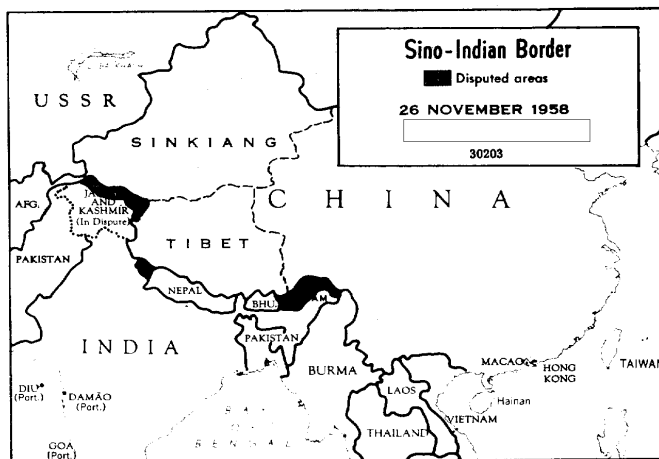 Sino-Indian Border
Disputed areas
26 NOVEMBER 1958
30203
USSR
SINKIANG
CHINA
AFG.
AND
KASHMIR
(In Dispute)
TIBET
PAKISTAN
NEPAL
BHU.
PAKISTAN
INDIA
BURMA
MACAO
HONG
KONG
TAIWAN
LAOS
Hainan
DIU
(Port.)
DAMÃO
(Port.)
VIETNAM
THAILAND
GOA
(Port.)
BENGAL